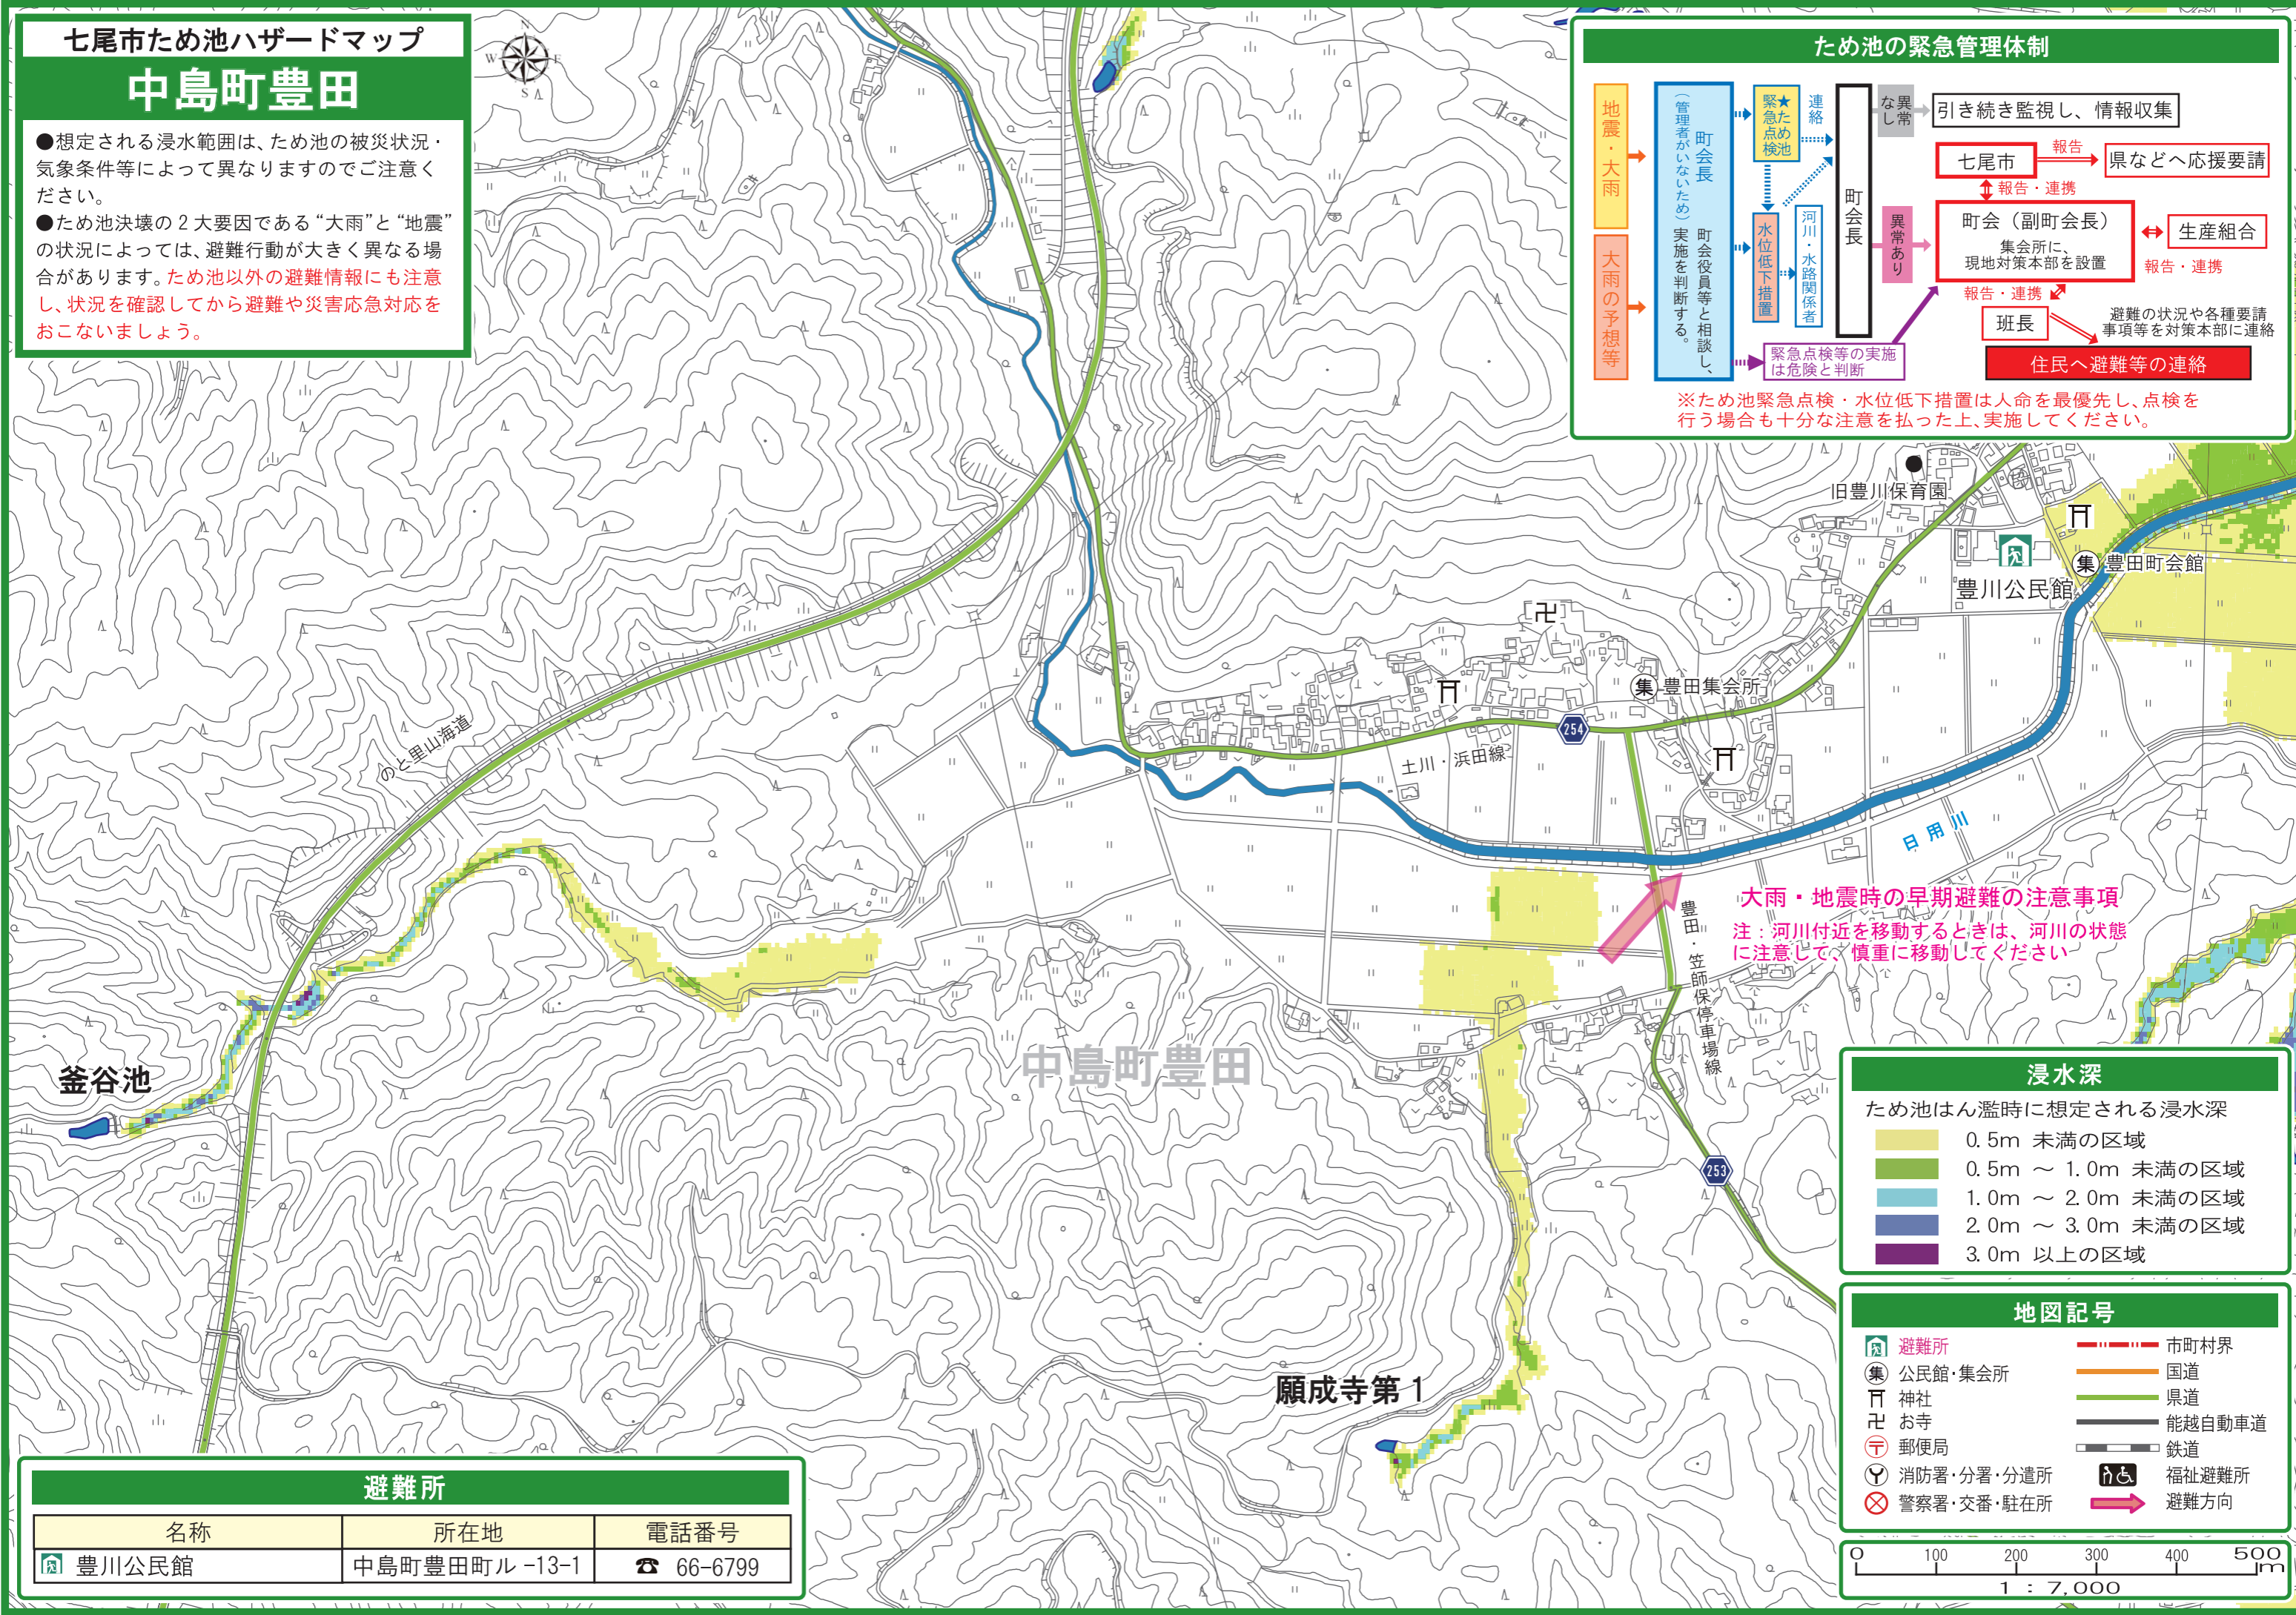 七尾市ため池ハザードマップ
中島町豊田
●想定される浸水範囲は、ため池の被災状況・
気象条件等によって異なりますのでご注意く
ださい。
●ため池決壊の２大要因である“大雨”と“地震”
の状況によっては、避難行動が大きく異なる場
合があります。ため池以外の避難情報にも注意
し、状況を確認してから避難や災害応急対応を
おこないましょう。
N
W
E
S
ため池の緊急管理体制
地震・大雨
大雨の予想等
町会長
（管理者がいないため）
町会役員等と相談し、
実施を判断する。
★ため池
緊急点検
連絡
水位低下措置
河川・水路関係者
緊急点検等の実施
は危険と判断
町会長
異常
なし
引き続き監視し、情報収集
異常あり
七尾市
報告
県などへ応援要請
報告・連携
町会（副町会長）
集会所に、
現地対策本部を設置
生産組合
報告・連携
報告・連携
班長
避難の状況や各種要請
事項等を対策本部に連絡
住民へ避難等の連絡
※ため池緊急点検・水位低下措置は人命を最優先し、点検を
行う場合も十分な注意を払った上、実施してください。
旧豊川保育園
集 豊田町会館
豊川公民館
集 豊田集会所
254
土川・浜田線
のと里山海道
日用川
大雨・地震時の早期避難の注意事項
注：河川付近を移動するときは、河川の状態
に注意して、慎重に移動してください
豊田・笠師保停車場線
釜谷池
中島町豊田
253
願成寺第１
浸水深
ため池はん濫時に想定される浸水深
0.5m 未満の区域
0.5m ～ 1.0m 未満の区域
1.0m ～ 2.0m 未満の区域
2.0m ～ 3.0m 未満の区域
3.0m 以上の区域
地図記号
避難所
集 公民館・集会所
神社
卍 お寺
〒 郵便局
消防署・分署・分遣所
警察署・交番・駐在所
市町村界
国道
県道
能越自動車道
鉄道
福祉避難所
避難方向
0 100 200 300 400 500
m
1 : 7,000
避難所
名称 所在地 電話番号
豊川公民館 中島町豊田町ル-13-1 ☎ 66-6799